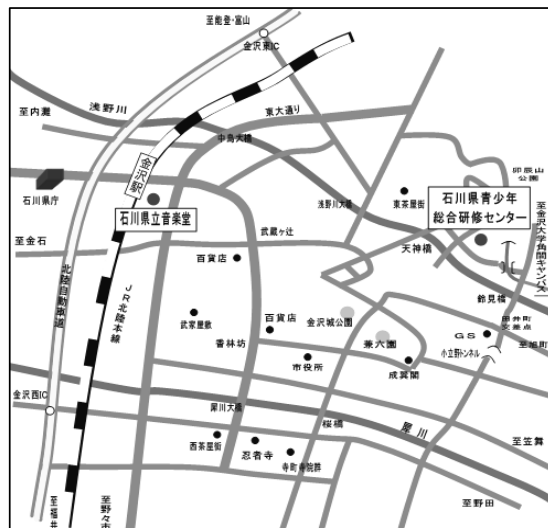 至能登・富山
金沢東IC
至内灘
浅野川
東大通り
中島大橋
卯辰山
公園
金沢駅
石川県庁
石川県立音楽堂
浅野川大橋
東茶屋街
石川県青少年
総合研修センター
至金沢大学角間キャンパス
至金石
武蔵ヶ辻
天神橋
百貨店
北陸自動車道
JR北陸本線
鈴見橋
武家屋敷
百貨店
金沢城公園
田井町
交差点
香林坊
兼六園
GS
至旭町
市役所
成巽閣
小立野トンネル
金沢西IC
犀川大橋
桜橋
犀川
西茶屋街
忍者寺
寺町寺院群
至笠舞
至福井
至野々市
至野田